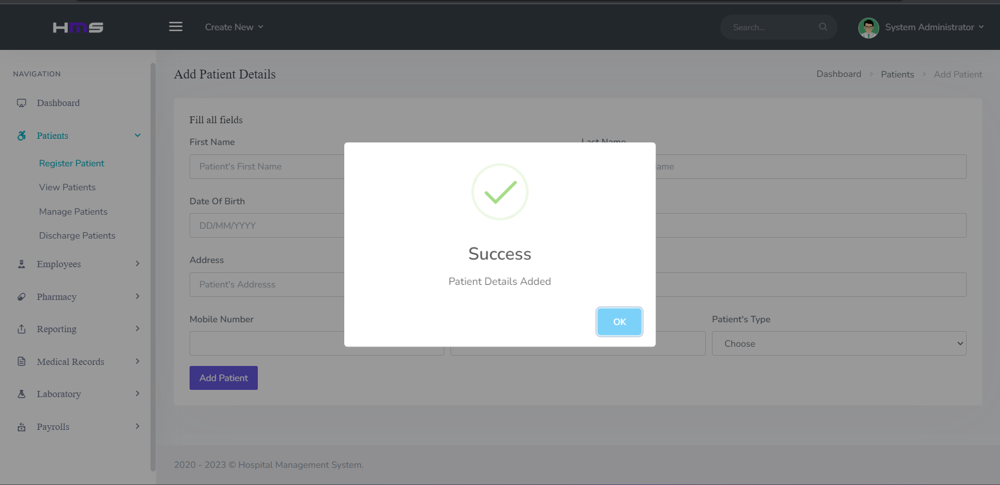 HMS
Create New
Search...
System Administrator
NAVIGATION
Dashboard
Patients
Register Patient
View Patients
Manage Patients
Discharge Patients
Employees
Pharmacy
Reporting
Medical Records
Laboratory
Payrolls
Add Patient Details
Dashboard > Patients > Add Patient
Fill all fields
First Name
Last Name
Patient's First Name
Date Of Birth
DD/MM/YYYY
Address
Patient's Addresss
Mobile Number
Patient's Type
Choose
Add Patient
Success
Patient Details Added
OK
2020 - 2023 © Hospital Management System.